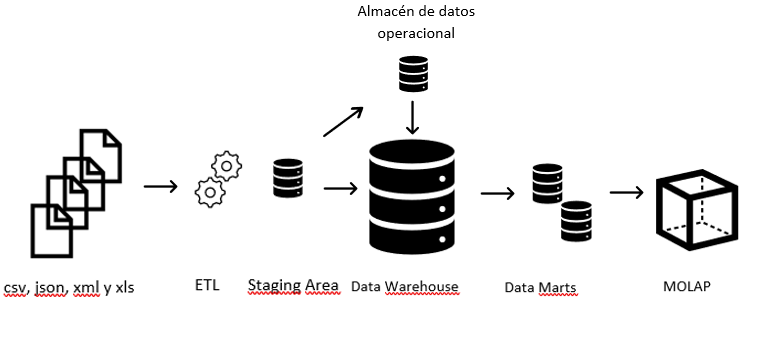 Almacén de datos
operacional
csv, json, xml y xls
ETL
Staging Area
Data Warehouse
Data Marts
MOLAP